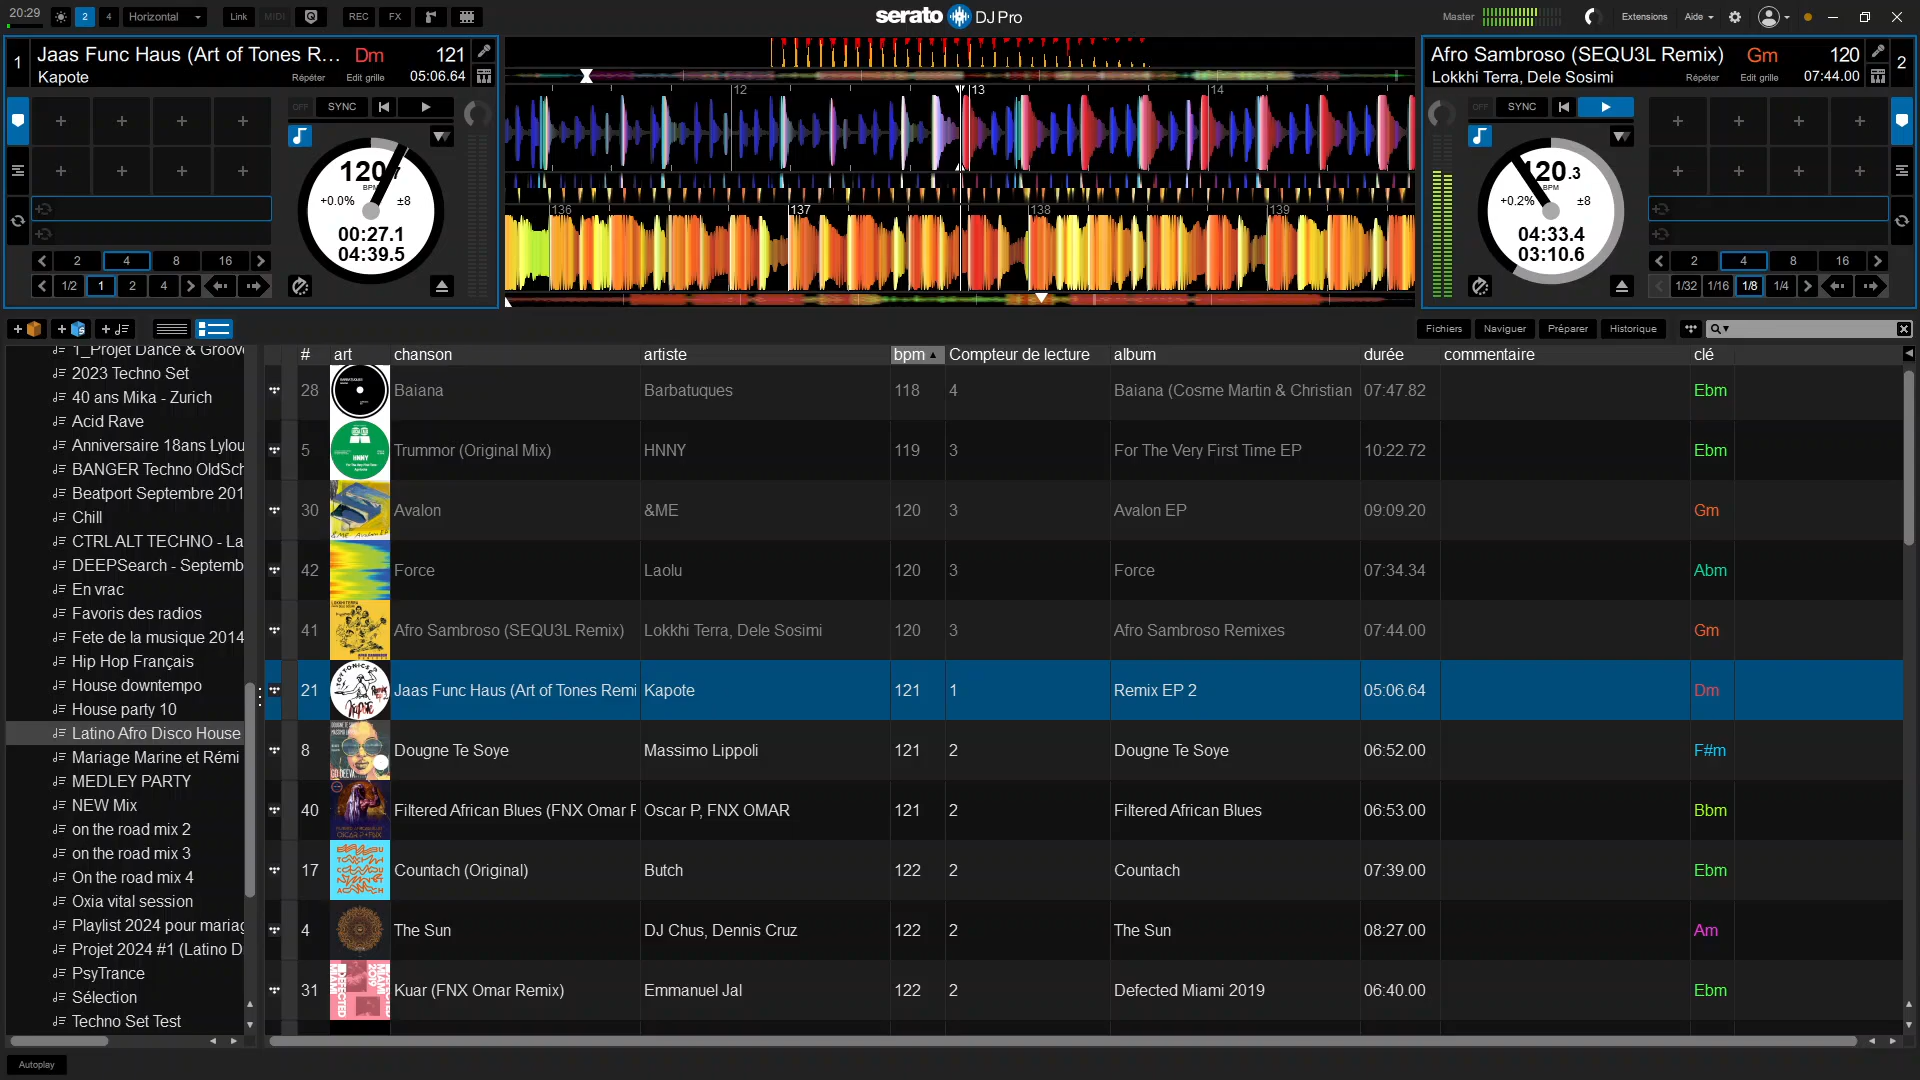 20:29
2
4
Horizontal
Link
MIDI
REC
FX
serato DJ Pro
Master
Extensions
Aide
1
Jaas Func Haus (Art of Tones R...
Dm
121
Kapote
Répéter
Edit grille
05:06.64
OFF
SYNC
120.7
BPM
+0.0%
±8
00:27.1
04:39.5
2
4
8
16
1/2
1
2
4
12
13
14
136
137
138
139
Afro Sambroso (SEQU3L Remix)
Gm
120
2
Lokkhi Terra, Dele Sosimi
Répéter
Edit grille
07:44.00
OFF
SYNC
120.3
BPM
+0.2%
±8
04:33.4
03:10.6
2
4
8
16
1/32
1/16
1/8
1/4
Fichiers
Naviguer
Préparer
Historique
1_Projet Dance & Groove
2023 Techno Set
40 ans Mika - Zurich
Acid Rave
Anniversaire 18ans Lylou
BANGER Techno OldSch
Beatport Septembre 201
Chill
CTRL ALT TECHNO - La
DEEPSearch - Septemb
En vrac
Favoris des radios
Fete de la musique 2014
Hip Hop Français
House downtempo
House party 10
Latino Afro Disco House
Mariage Marine et Rémi
MEDLEY PARTY
NEW Mix
on the road mix 2
on the road mix 3
On the road mix 4
Oxia vital session
Playlist 2024 pour mariag
Projet 2024 #1 (Latino D
PsyTrance
Sélection
Techno Set Test
# art chanson artiste bpm Compteur de lecture album durée commentaire clé
28 Baiana Barbatuques 118 4 Baiana (Cosme Martin & Christian 07:47.82 Ebm
5 Trummor (Original Mix) HNNY 119 3 For The Very First Time EP 10:22.72 Ebm
30 Avalon &ME 120 3 Avalon EP 09:09.20 Gm
42 Force Laolu 120 3 Force 07:34.34 Abm
41 Afro Sambroso (SEQU3L Remix) Lokkhi Terra, Dele Sosimi 120 3 Afro Sambroso Remixes 07:44.00 Gm
21 Jaas Func Haus (Art of Tones Remi Kapote 121 1 Remix EP 2 05:06.64 Dm
8 Dougne Te Soye Massimo Lippoli 121 2 Dougne Te Soye 06:52.00 F#m
40 Filtered African Blues (FNX Omar F Oscar P, FNX OMAR 121 2 Filtered African Blues 06:53.00 Bbm
17 Countach (Original) Butch 122 2 Countach 07:39.00 Ebm
4 The Sun DJ Chus, Dennis Cruz 122 2 The Sun 08:27.00 Am
31 Kuar (FNX Omar Remix) Emmanuel Jal 122 2 Defected Miami 2019 06:40.00 Ebm
Autoplay